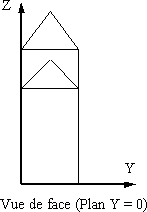 Z
Y
Vue de face (Plan Y = 0)